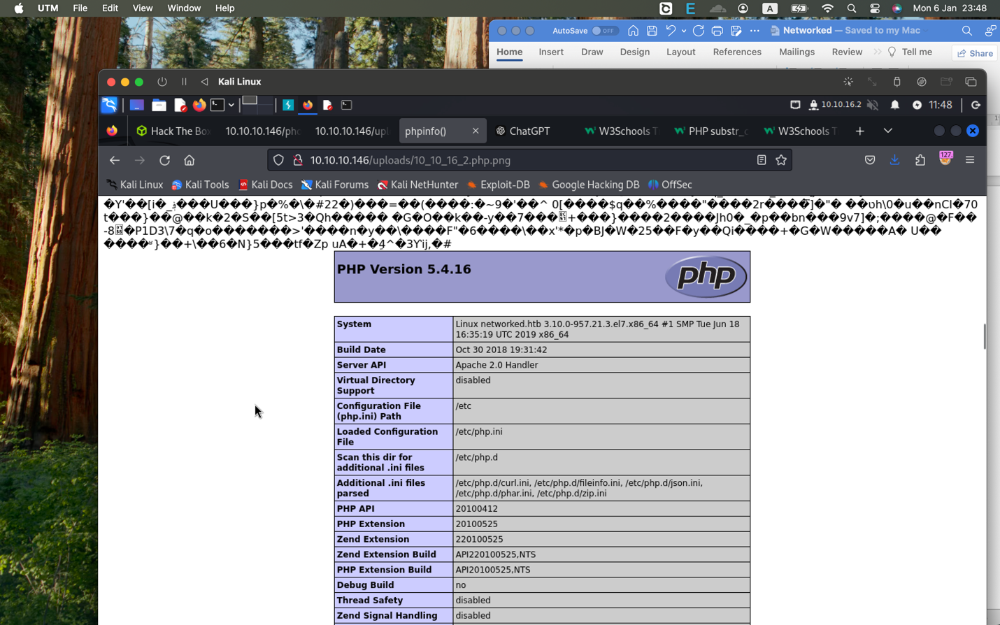 UTM File Edit View Window Help
A Mon 6 Jan 23:48
AutoSave OFF Networked — Saved to my Mac
Home Insert Draw Design Layout References Mailings Review Tell me Share
Kali Linux
10.10.16.2 11:48
Hack The Bo 10.10.10.146/pho 10.10.10.146/upl phpinfo() ChatGPT W3Schools T PHP substr_c W3Schools T
10.10.10.146/uploads/10_10_16_2.php.png
127
Kali Linux Kali Tools Kali Docs Kali Forums Kali NetHunter Exploit-DB Google Hacking DB OffSec
PHP Version 5.4.16
php
System Linux networked.htb 3.10.0-957.21.3.el7.x86_64 #1 SMP Tue Jun 18
16:35:19 UTC 2019 x86_64
Build Date Oct 30 2018 19:31:42
Server API Apache 2.0 Handler
Virtual Directory disabled
Support
Configuration File /etc
(php.ini) Path
Loaded Configuration /etc/php.ini
File
Scan this dir for /etc/php.d
additional .ini files
Additional .ini files /etc/php.d/curl.ini, /etc/php.d/fileinfo.ini, /etc/php.d/json.ini,
parsed /etc/php.d/phar.ini, /etc/php.d/zip.ini
PHP API 20100412
PHP Extension 20100525
Zend Extension 220100525
Zend Extension Build API220100525,NTS
PHP Extension Build API20100525,NTS
Debug Build no
Thread Safety disabled
Zend Signal Handling disabled